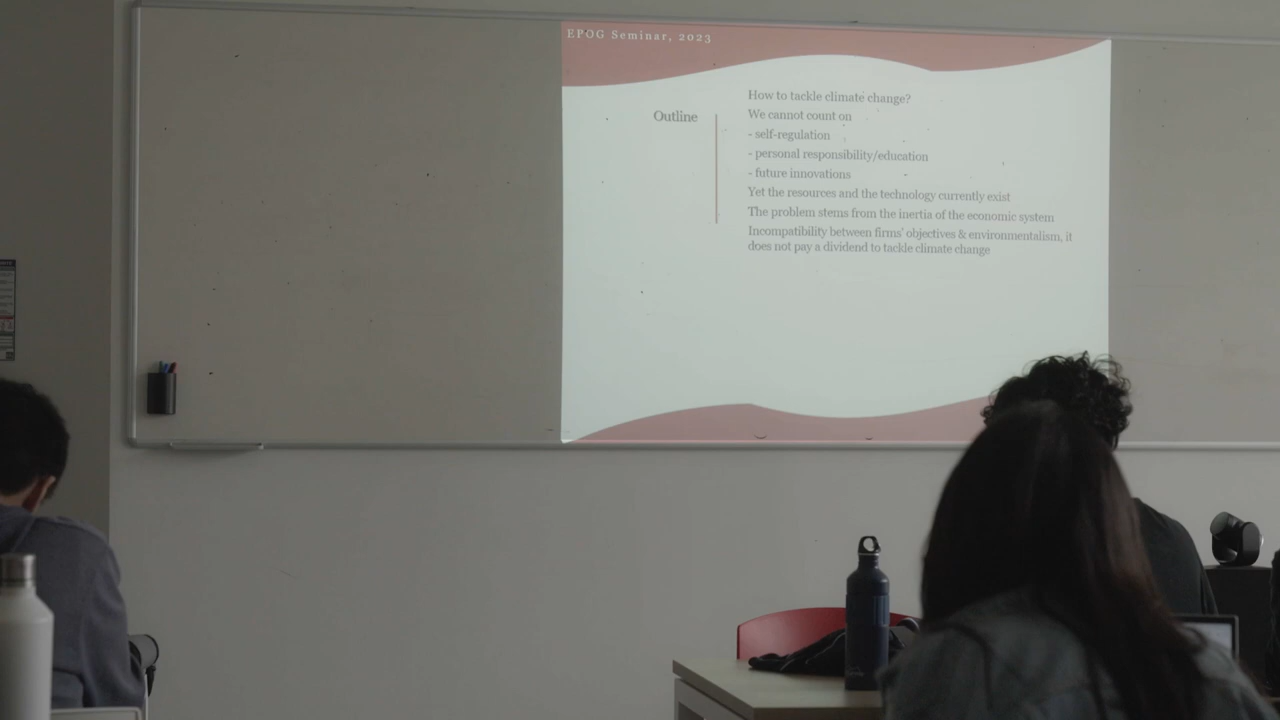 EPOG Seminar, 2023
Outline
How to tackle climate change?
We cannot count on
- self-regulation
- personal responsibility/education
- future innovations
Yet the resources and the technology currently exist
The problem stems from the inertia of the economic system
Incompatibility between firms' objectives & environmentalism, it
does not pay a dividend to tackle climate change